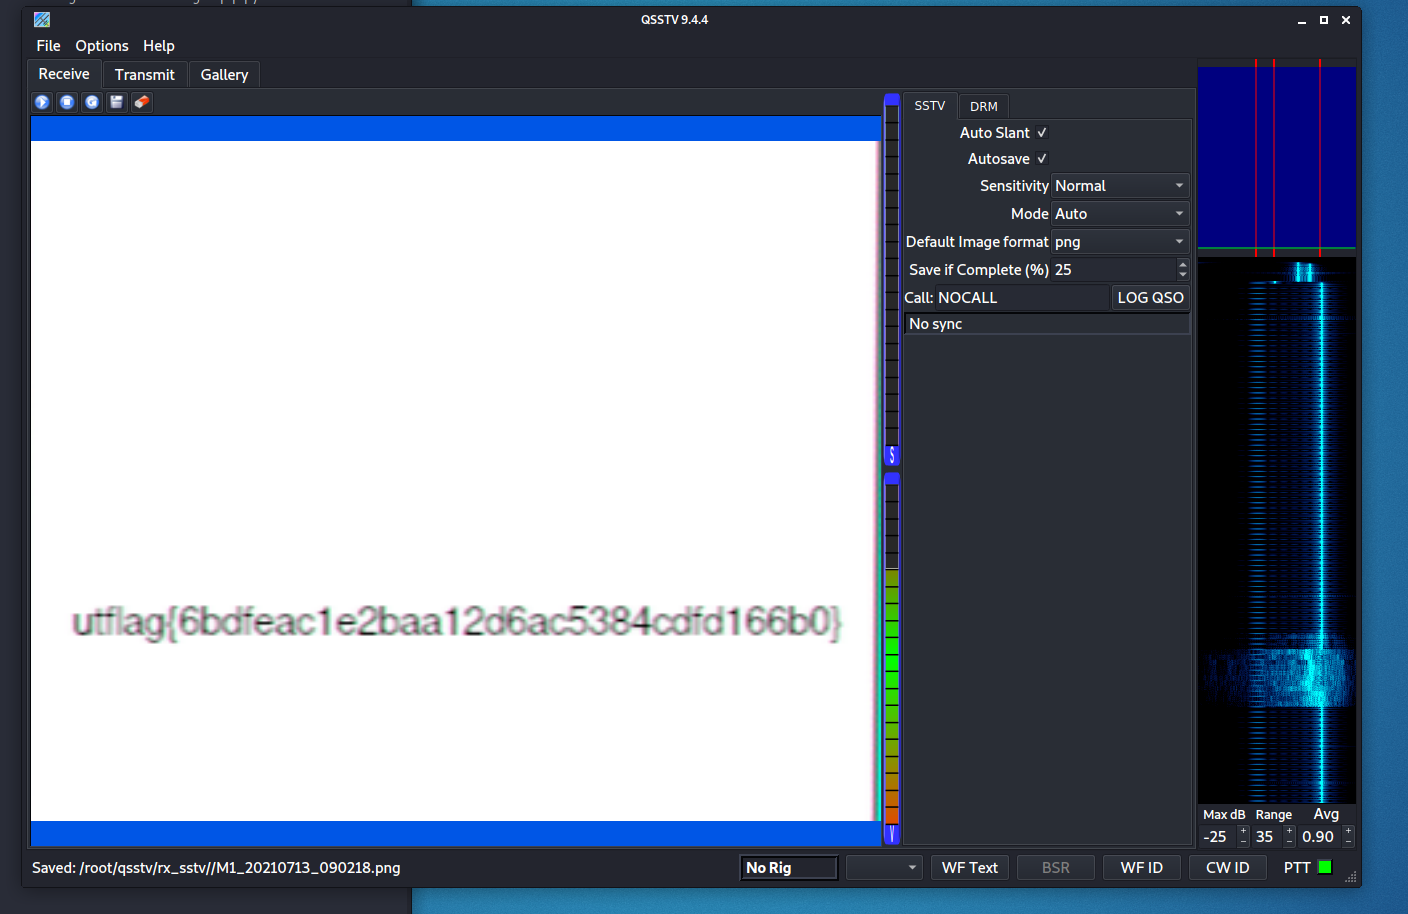 QSSTV 9.4.4
File Options Help
Receive Transmit Gallery
SSTV DRM
Auto Slant ✓
Autosave ✓
Sensitivity Normal
Mode Auto
Default Image format png
Save if Complete (%) 25
Call: NOCALL LOG QSO
No sync
utflag{6bdfeac1e2baa12d6ac5384cdfd166b0}
S
V
Max dB Range Avg
-25 35 0.90
Saved: /root/qsstv/rx_sstv//M1_20210713_090218.png No Rig WF Text BSR WF ID CW ID PTT